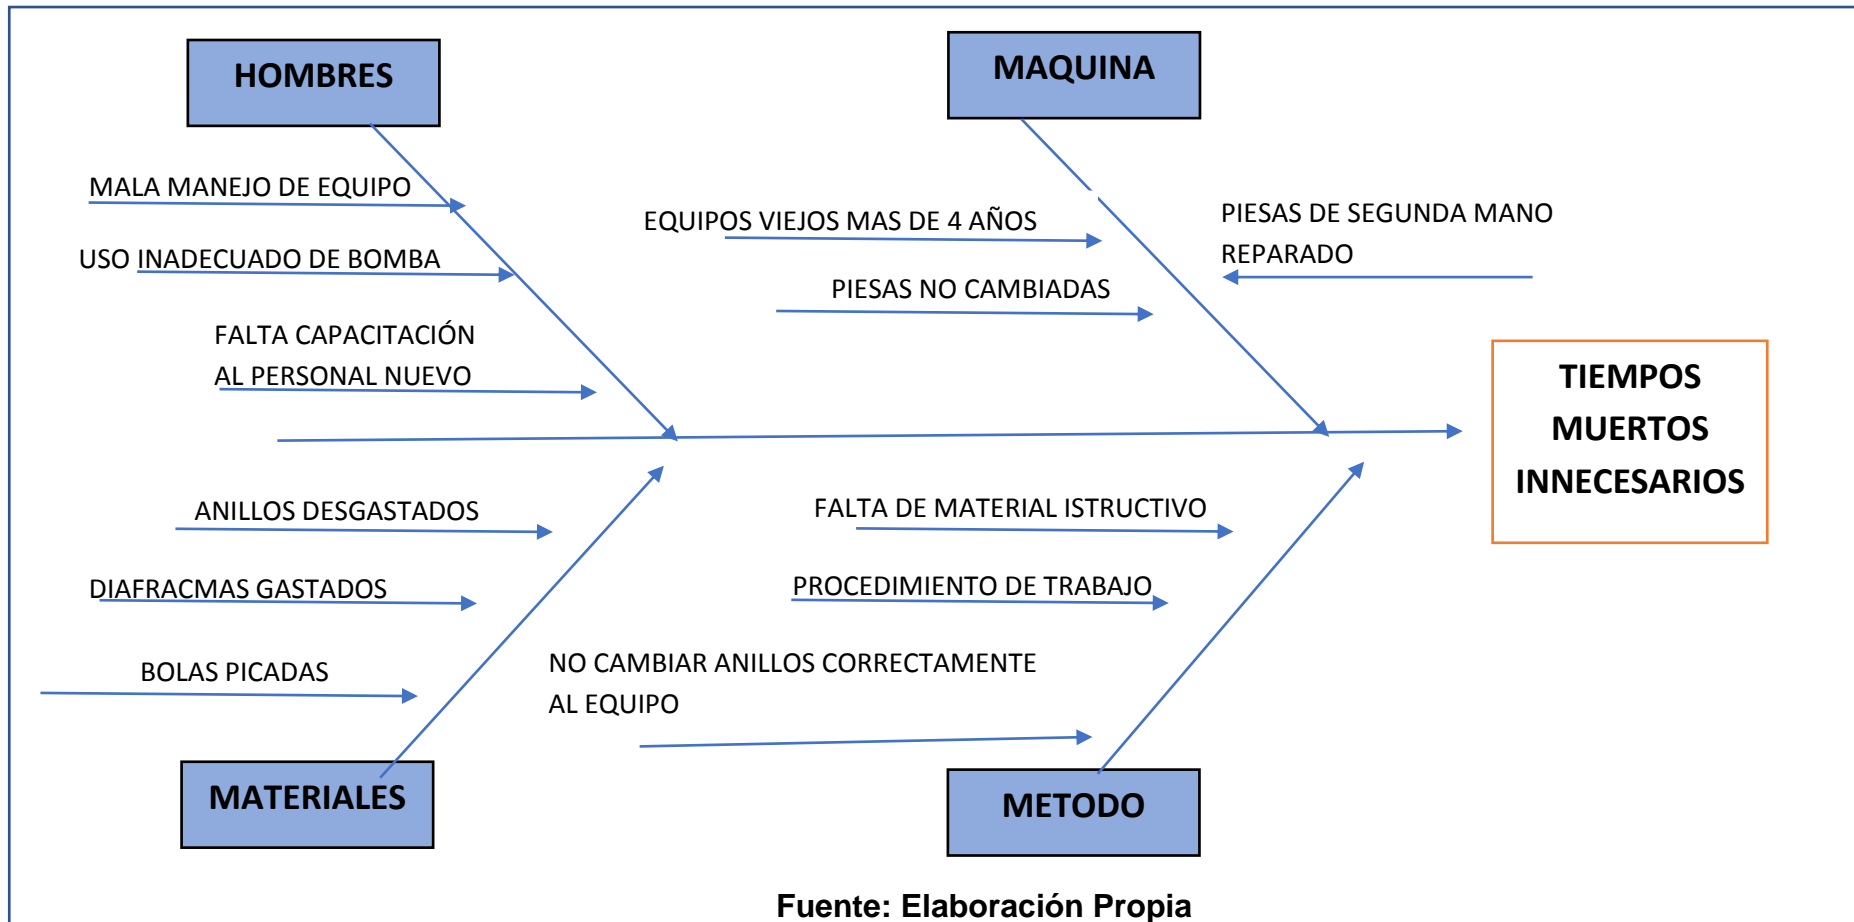 HOMBRES
MAQUINA
MALA MANEJO DE EQUIPO
USO INADECUADO DE BOMBA
FALTA CAPACITACIÓN
AL PERSONAL NUEVO
EQUIPOS VIEJOS MAS DE 4 AÑOS
PIESAS NO CAMBIADAS
PIESAS DE SEGUNDA MANO
REPARADO
TIEMPOS
MUERTOS
INNECESARIOS
ANILLOS DESGASTADOS
DIAFRACMAS GASTADOS
BOLAS PICADAS
FALTA DE MATERIAL ISTRUCTIVO
PROCEDIMIENTO DE TRABAJO
NO CAMBIAR ANILLOS CORRECTAMENTE
AL EQUIPO
MATERIALES
METODO
Fuente: Elaboración Propia